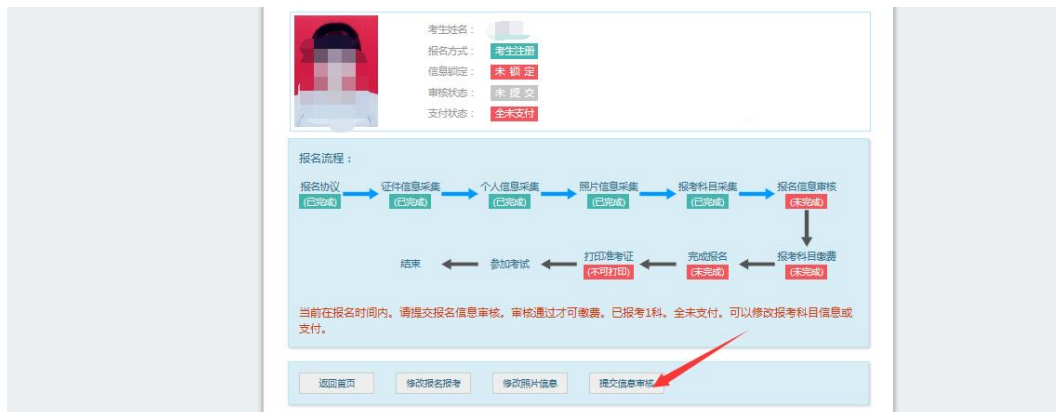 考生姓名：
报名方式： 考生注册
信息锁定： 未锁定
审核状态： 未提交
支付状态： 全未支付
报名流程：
报名协议 证件信息采集 个人信息采集 照片信息采集 报考科目采集 报名信息审核
(已完成) (已完成) (已完成) (已完成) (已完成) (未完成)
结束 参加考试 打印准考证 完成报名 报考科目缴费
(不可打印) (未完成) (未完成)
当前在报名时间内。请提交报名信息审核。审核通过才可缴费。已报考1科。全未支付。可以修改报考科目信息或
支付。
返回首页 修改报名报考 修改照片信息 提交信息审核